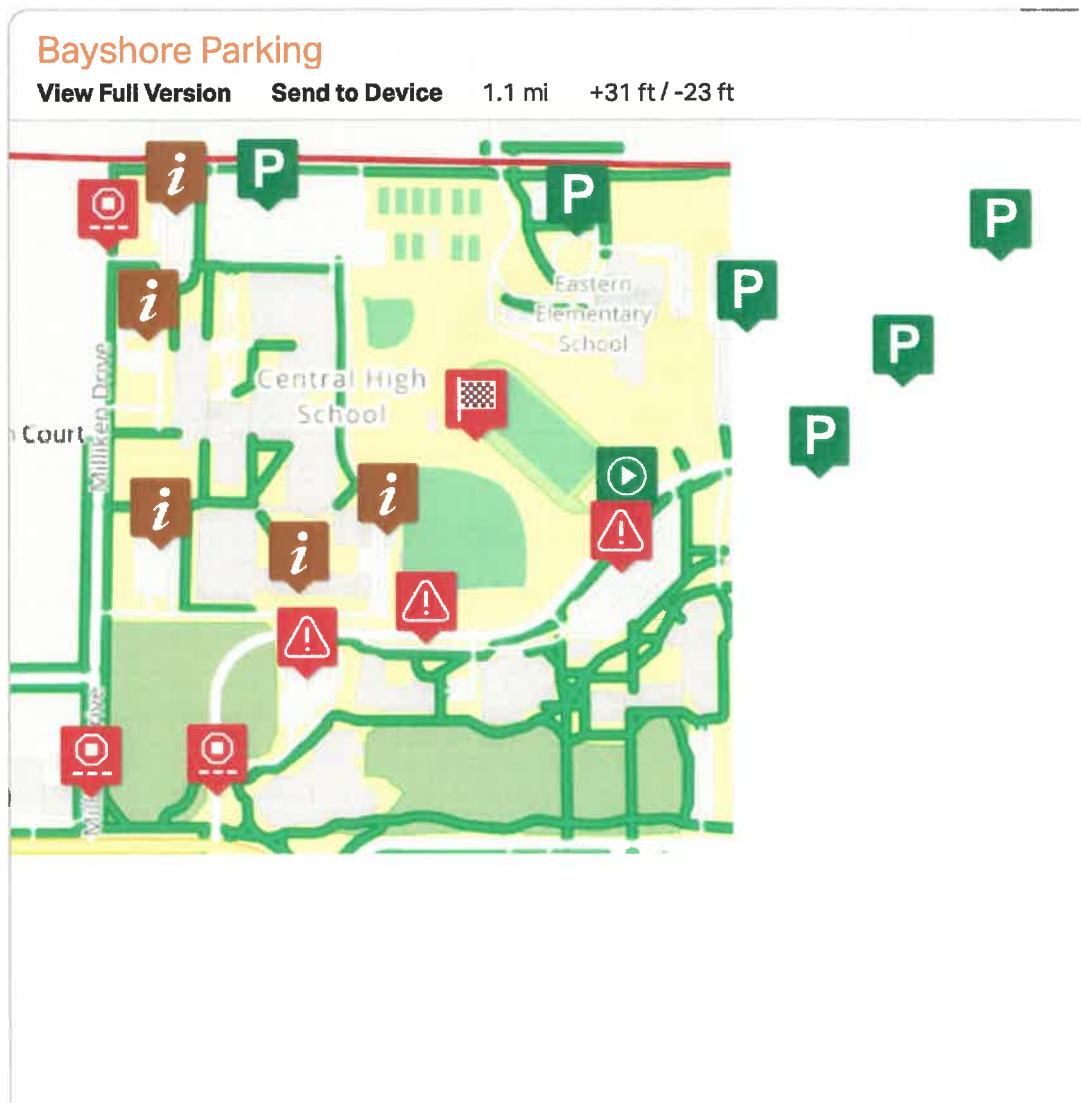 Bayshore Parking
View Full Version Send to Device 1.1 mi +31 ft / -23 ft
P
P
P
P
P
P
i
i
i
i
i
Eastern
Elementary
School
Central High
School
Milliken Drive
Court